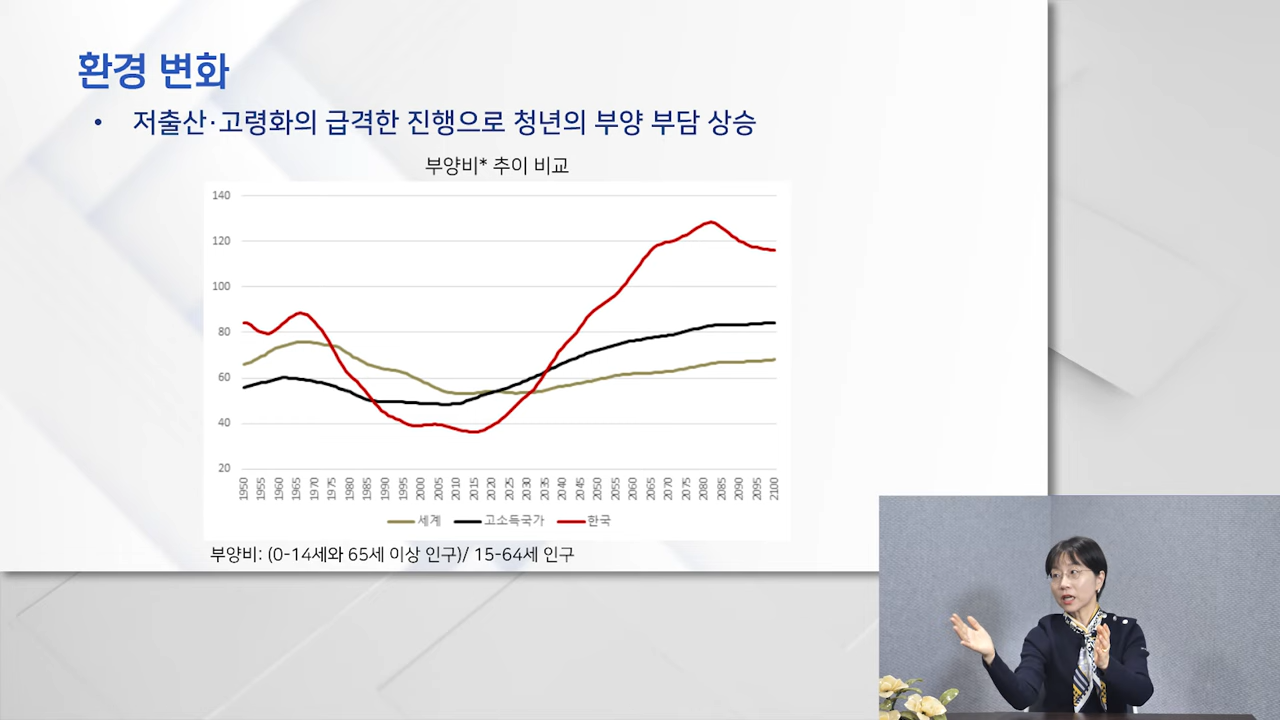 환경 변화
• 저출산·고령화의 급격한 진행으로 청년의 부양 부담 상승
부양비* 추이 비교
140
120
100
80
60
40
20
1950 1955 1960 1965 1970 1975 1980 1985 1990 1995 2000 2005 2010 2015 2020 2025 2030 2035 2040 2045 2050 2055 2060 2065 2070 2075 2080 2085 2090 2095 2100
세계 고소득국가 한국
부양비: (0-14세와 65세 이상 인구)/ 15-64세 인구